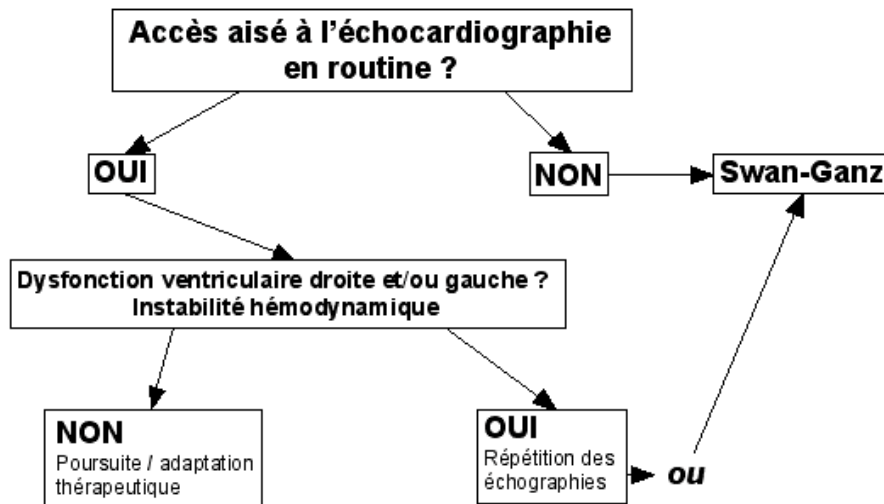 Accès aisé à l'échocardiographie
en routine ?
OUI
NON
Swan-Ganz
Dysfonction ventriculaire droite et/ou gauche ?
Instabilité hémodynamique
NON
Poursuite / adaptation
thérapeutique
OUI
Répétition des
échographies
ou